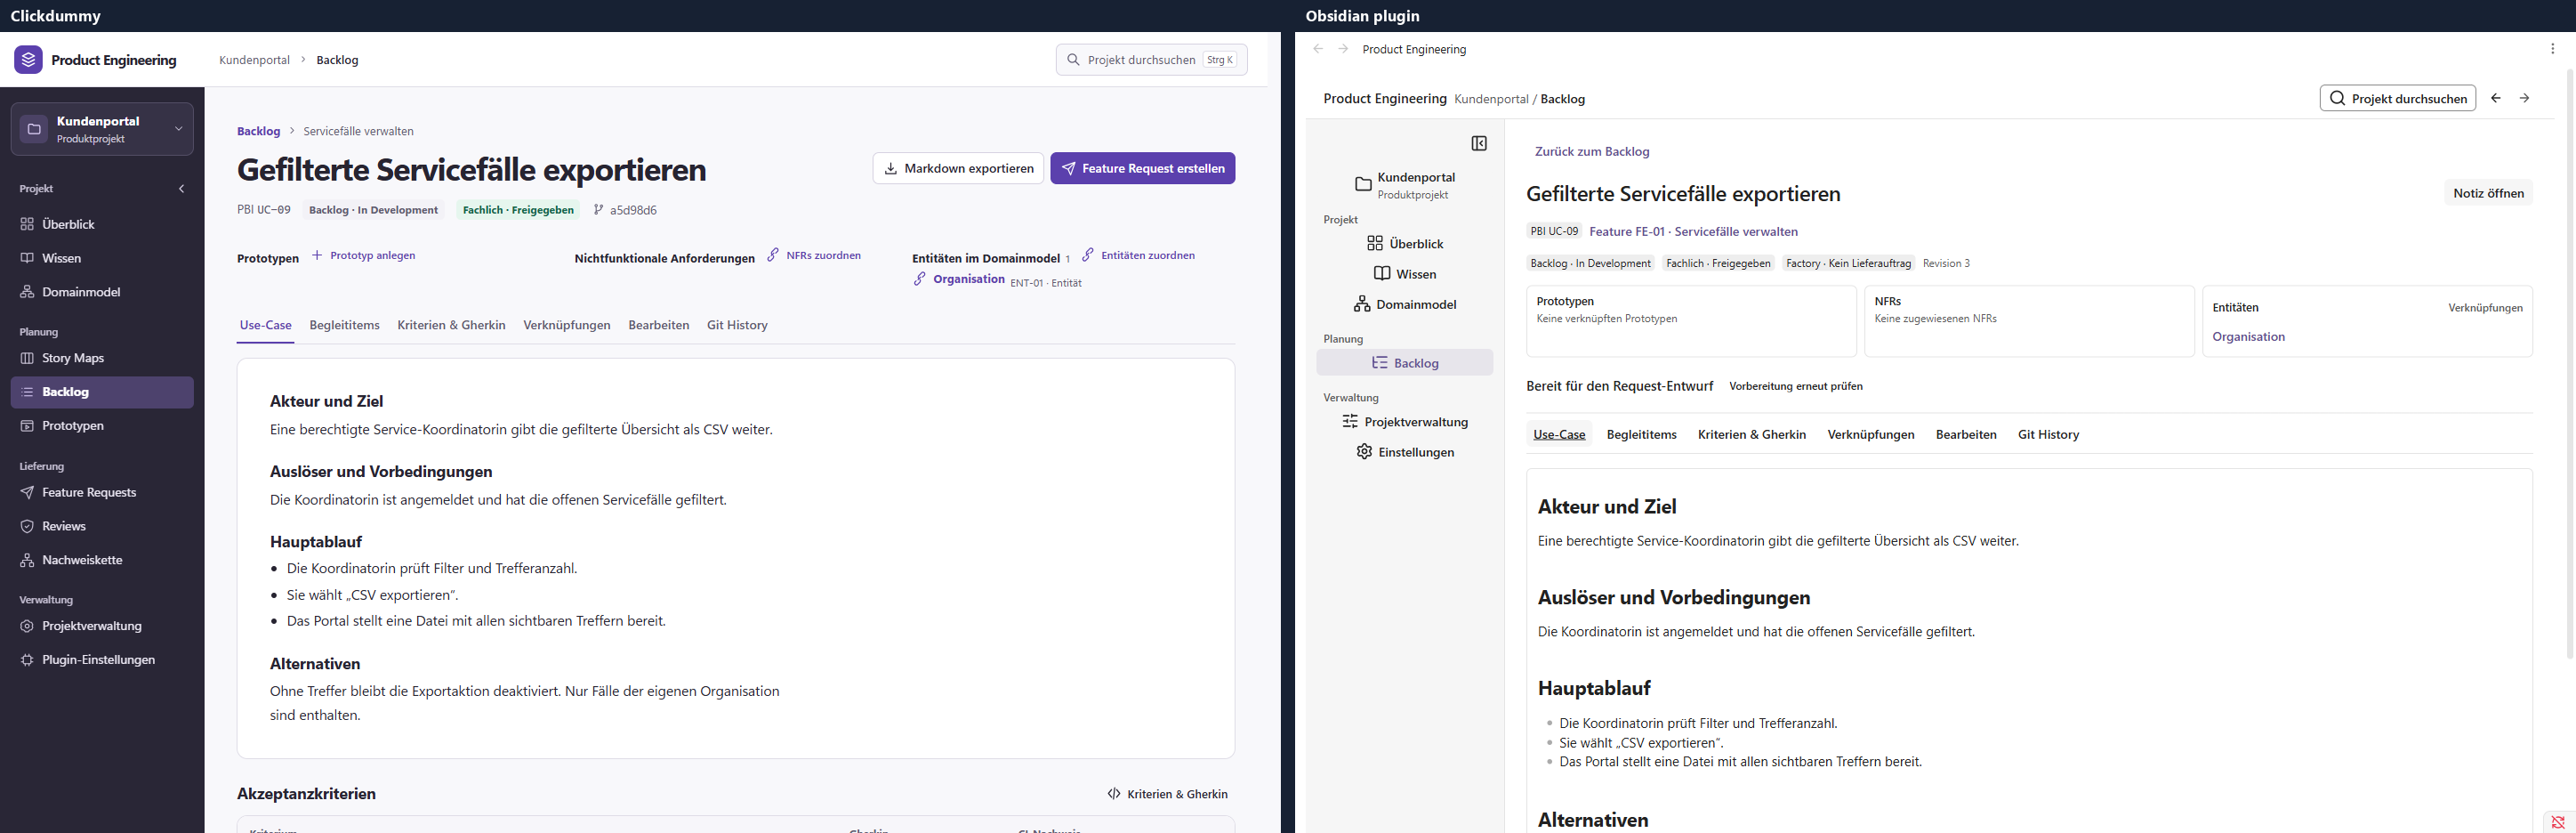 Clickdummy
Product Engineering
Kundenportal > Backlog
Projekt durchsuchen Strg K
Kundenportal
Produktprojekt
Projekt
Überblick
Wissen
Domainmodel
Planung
Story Maps
Backlog
Prototypen
Lieferung
Feature Requests
Reviews
Nachweiskette
Verwaltung
Projektverwaltung
Plugin-Einstellungen
Backlog > Servicefälle verwalten
Gefilterte Servicefälle exportieren
Markdown exportieren
Feature Request erstellen
PBI UC-09 Backlog · In Development Fachlich · Freigegeben a5d98d6
Prototypen + Prototyp anlegen
Nichtfunktionale Anforderungen NFRs zuordnen
Entitäten im Domainmodel 1 Entitäten zuordnen
Organisation ENT-01 · Entität
Use-Case Begleititems Kriterien & Gherkin Verknüpfungen Bearbeiten Git History
Akteur und Ziel
Eine berechtigte Service-Koordinatorin gibt die gefilterte Übersicht als CSV weiter.
Auslöser und Vorbedingungen
Die Koordinatorin ist angemeldet und hat die offenen Servicefälle gefiltert.
Hauptablauf
• Die Koordinatorin prüft Filter und Trefferanzahl.
• Sie wählt „CSV exportieren“.
• Das Portal stellt eine Datei mit allen sichtbaren Treffern bereit.
Alternativen
Ohne Treffer bleibt die Exportaktion deaktiviert. Nur Fälle der eigenen Organisation
sind enthalten.
Akzeptanzkriterien
Kriterien & Gherkin
Obsidian plugin
Product Engineering
Product Engineering Kundenportal / Backlog
Projekt durchsuchen
Kundenportal
Produktprojekt
Projekt
Überblick
Wissen
Domainmodel
Planung
Backlog
Verwaltung
Projektverwaltung
Einstellungen
Zurück zum Backlog
Gefilterte Servicefälle exportieren
Notiz öffnen
PBI UC-09 Feature FE-01 · Servicefälle verwalten
Backlog · In Development Fachlich · Freigegeben Factory · Kein Lieferauftrag Revision 3
Prototypen
Keine verknüpften Prototypen
NFRs
Keine zugewiesenen NFRs
Entitäten Verknüpfungen
Organisation
Bereit für den Request-Entwurf Vorbereitung erneut prüfen
Use-Case Begleititems Kriterien & Gherkin Verknüpfungen Bearbeiten Git History
Akteur und Ziel
Eine berechtigte Service-Koordinatorin gibt die gefilterte Übersicht als CSV weiter.
Auslöser und Vorbedingungen
Die Koordinatorin ist angemeldet und hat die offenen Servicefälle gefiltert.
Hauptablauf
• Die Koordinatorin prüft Filter und Trefferanzahl.
• Sie wählt „CSV exportieren“.
• Das Portal stellt eine Datei mit allen sichtbaren Treffern bereit.
Alternativen